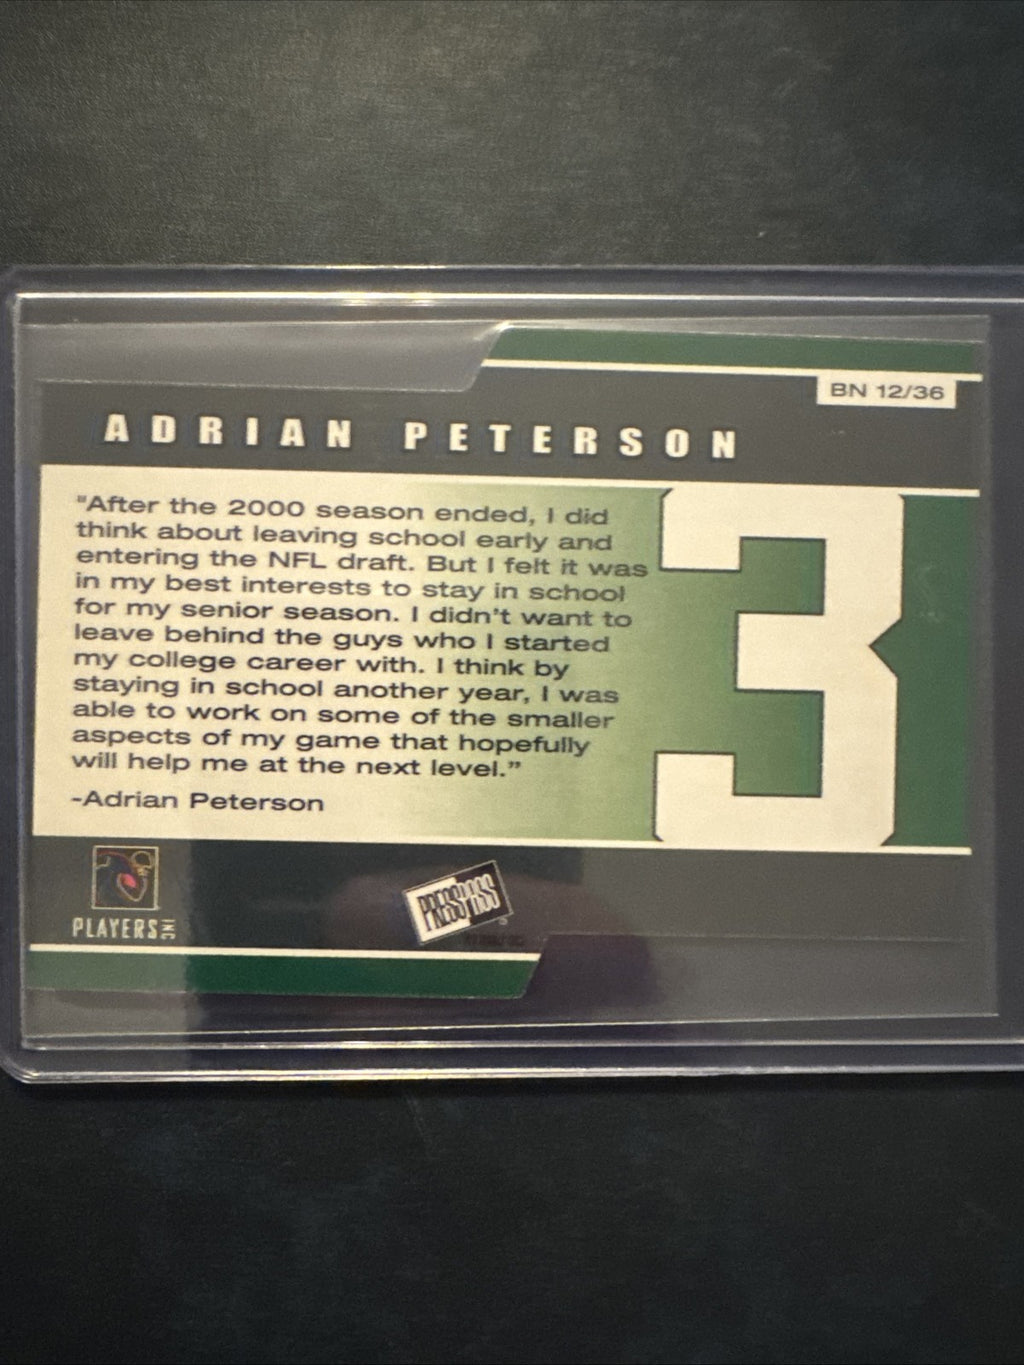 BN 12/36
ADRIAN PETERSON
"After the 2000 season ended, I did
think about leaving school early and
entering the NFL draft. But I felt it was
in my best interests to stay in school
for my senior season. I didn't want to
leave behind the guys who I started
my college career with. I think by
staying in school another year, I was
able to work on some of the smaller
aspects of my game that hopefully
will help me at the next level."
-Adrian Peterson
3
PRESS PASS
PLAYERS INC